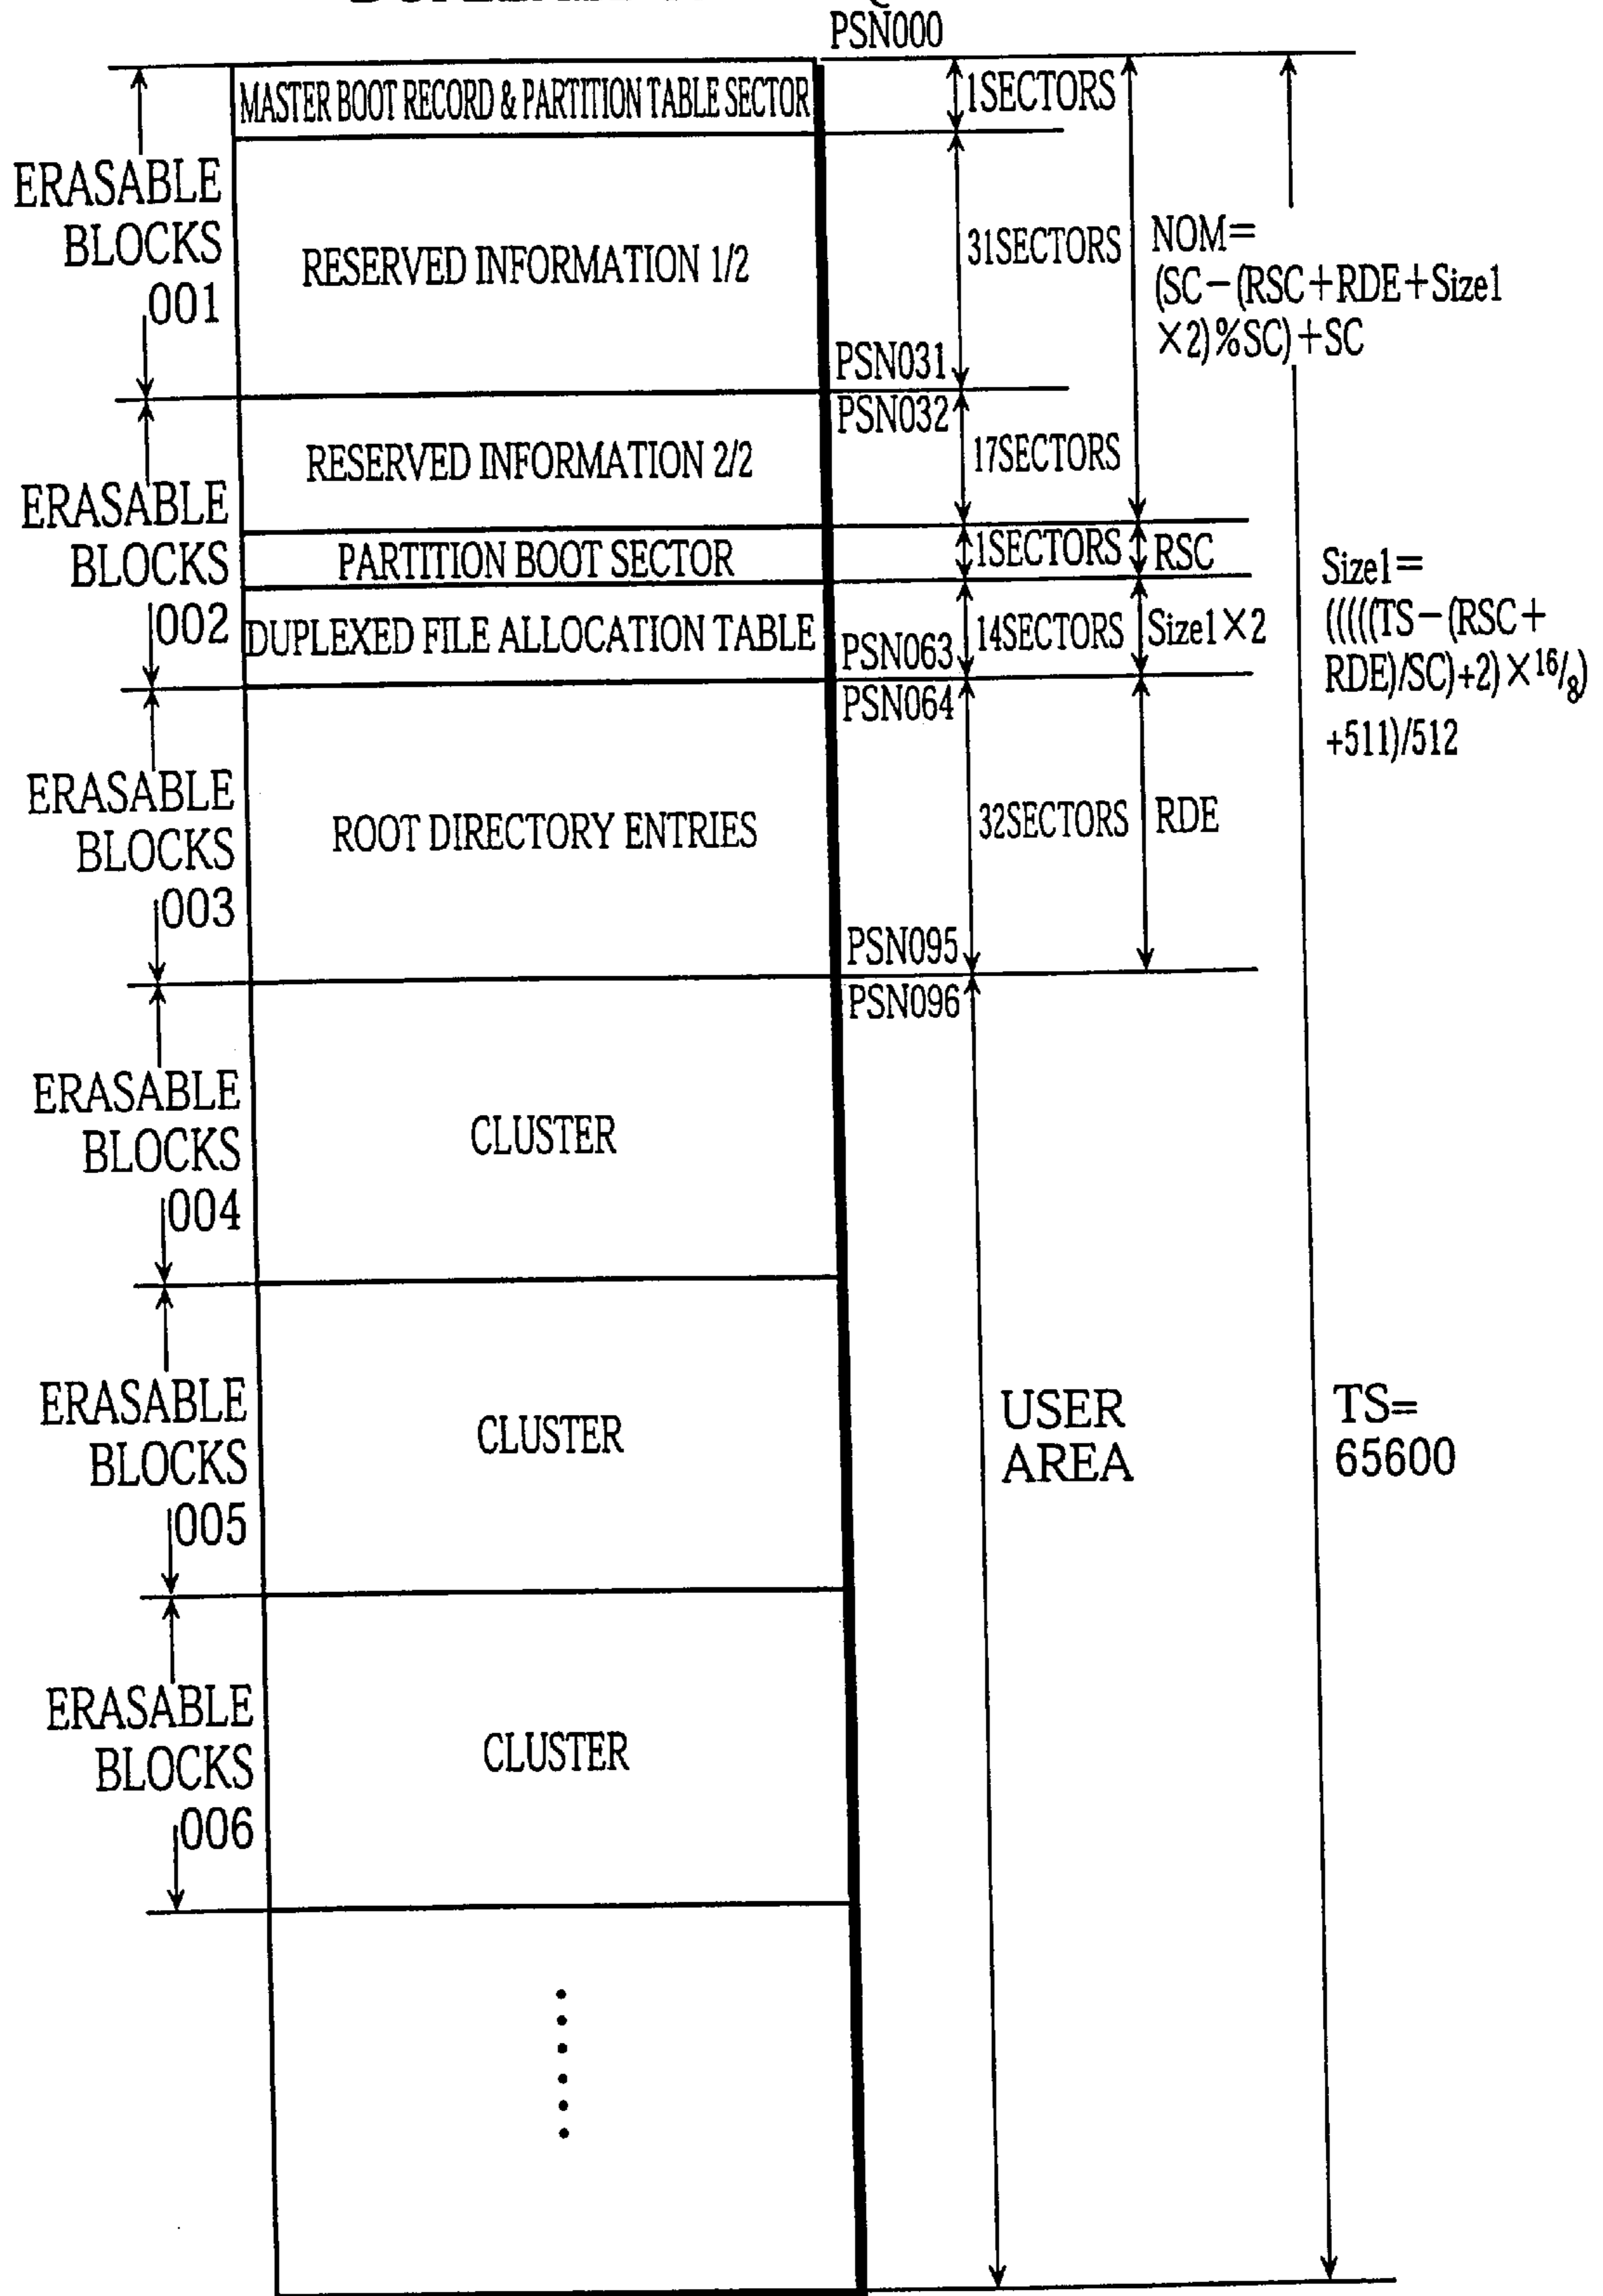 PSN000
MASTER BOOT RECORD & PARTITION TABLE SECTOR
1SECTORS
ERASABLE
BLOCKS
001
RESERVED INFORMATION 1/2
31SECTORS
NOM=
(SC-(RSC+RDE+Size1
×2)%SC)+SC
PSN031
PSN032
RESERVED INFORMATION 2/2
17SECTORS
ERASABLE
BLOCKS
002
PARTITION BOOT SECTOR
1SECTORS
RSC
DUPLEXED FILE ALLOCATION TABLE
PSN063
14SECTORS
Size1×2
Size1=
(((((TS-(RSC+
RDE)/SC)+2)×16/8)
+511)/512
PSN064
ERASABLE
BLOCKS
003
ROOT DIRECTORY ENTRIES
32SECTORS
RDE
PSN095
PSN096
ERASABLE
BLOCKS
004
CLUSTER
ERASABLE
BLOCKS
005
CLUSTER
USER
AREA
TS=
65600
ERASABLE
BLOCKS
006
CLUSTER